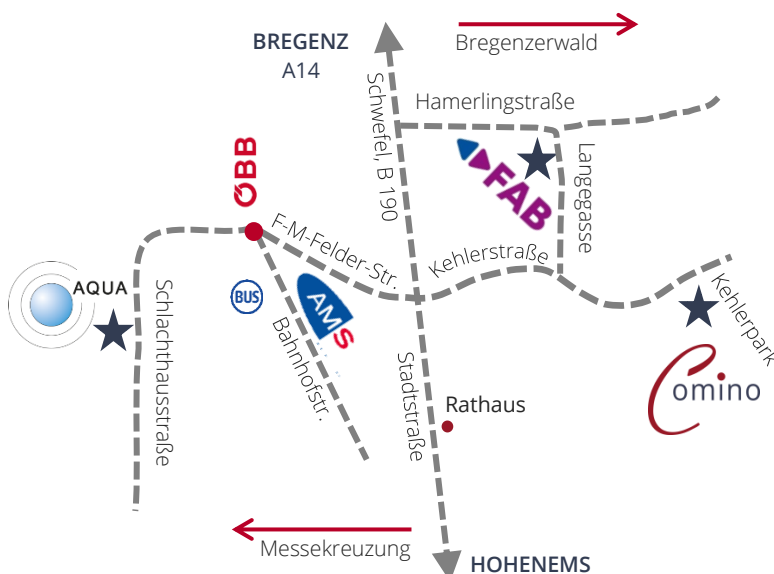 BREGENZ
A14
Bregenzerwald
Schwefel, B 190
Hamerlingstraße
Langegasse
ÖBB
FAB
F-M-Felder-Str.
Kehlerstraße
AQUA
BUS
AMS
Schlachthausstraße
Bahnhofstr.
Stadtstraße
Kehlerpark
Comino
Rathaus
Messekreuzung
HOHENEMS